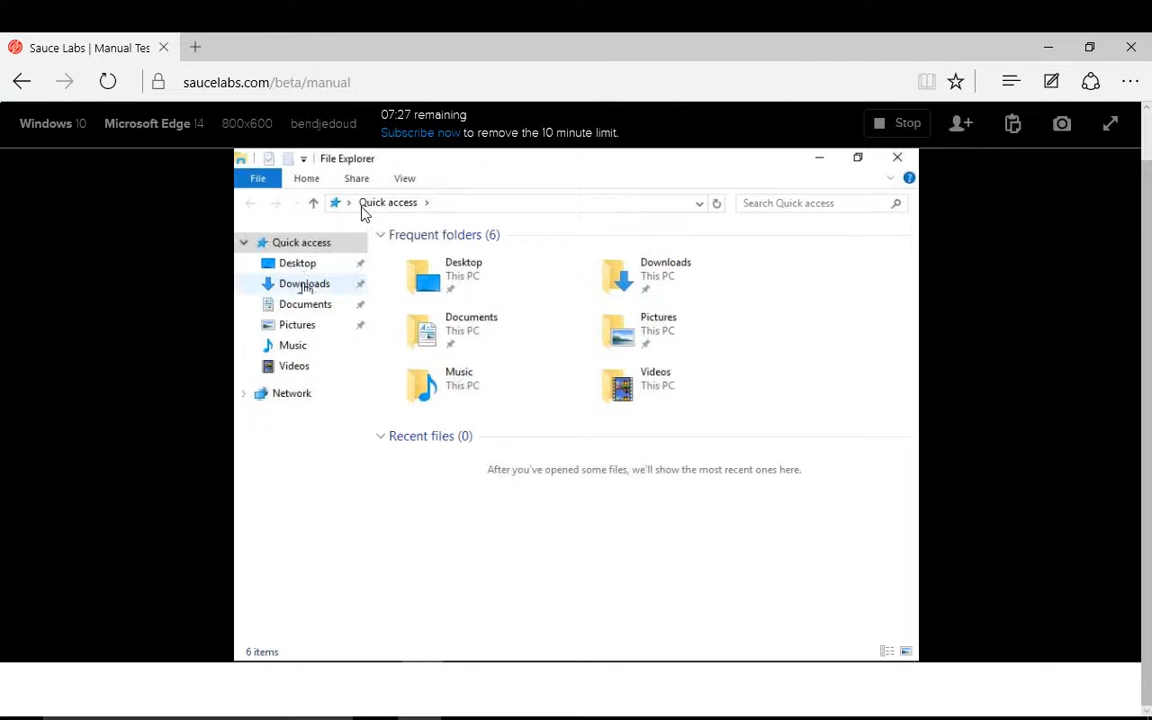 Sauce Labs | Manual Tes
saucelabs.com/beta/manual
Windows 10 Microsoft Edge 14 800x600 bendjedoud
07:27 remaining
Subscribe now to remove the 10 minute limit.
Stop
File Explorer
File Home Share View
Quick access
Search Quick access
Quick access
Desktop
Downloads
Documents
Pictures
Music
Videos
Network
Frequent folders (6)
Desktop
This PC
Downloads
This PC
Documents
This PC
Pictures
This PC
Music
This PC
Videos
This PC
Recent files (0)
After you've opened some files, we'll show the most recent ones here.
6 items